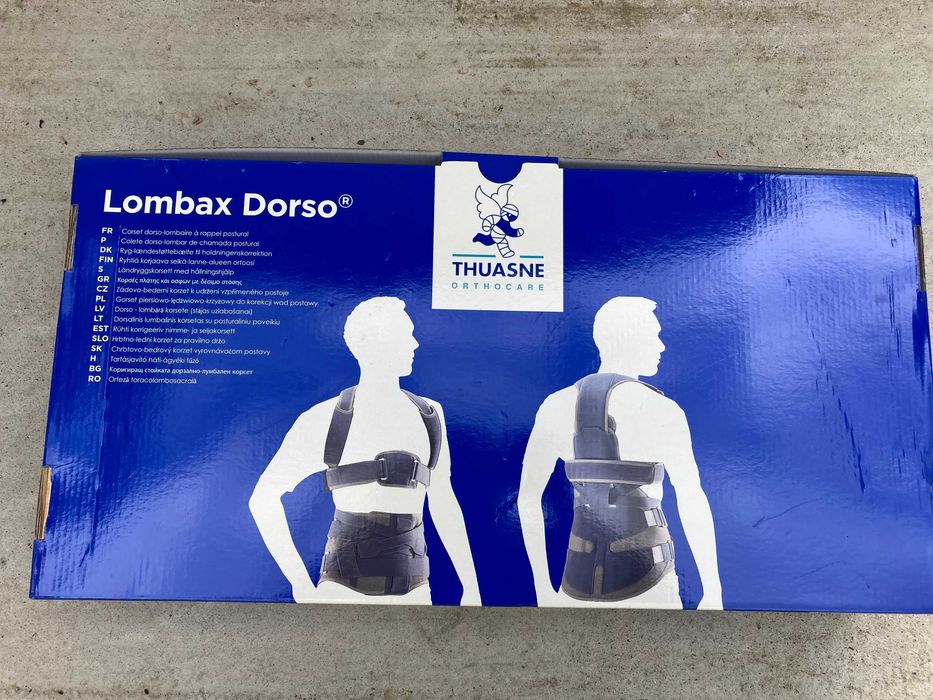 Lombax Dorso®
FR Corset dorso-lombaire à rappel postural
P Colete dorso-lombar de chamada postural
DK Ryg-lændestøttebælte til holdningenskorrektion
FIN Ryhtiä korjaava selkä-lanne-alueen ortoosi
S Ländryggskorsett med hållningshjälp
GR Κορσές πλάτης και οσφύων με δέσιμο στάσης
CZ Zádovo-bederní korzet k udržení vzpřímeného postoje
PL Gorset piersiowo-lędźwiowo-krzyżowy do korekcji wad postawy
LV Dorso - lombārā korsete (stājas uzlabošanai)
LT Dorsalinis lumbalinis korsetas su posturaliniu poveikiu
EST Rühti korrigeeriv nimme- ja seljakorsett
SLO Hrbtno-ledni korzet za pravilno držo
SK Chrbtovo-bedrový korzet vyrovnávačom postavy
H Tartásjavító háti-ágyéki fűző
BG Коригиращ стойката дорзално-лумбален корсет
RO Orteză toracolombosacrală
THUASNE
ORTHOCARE